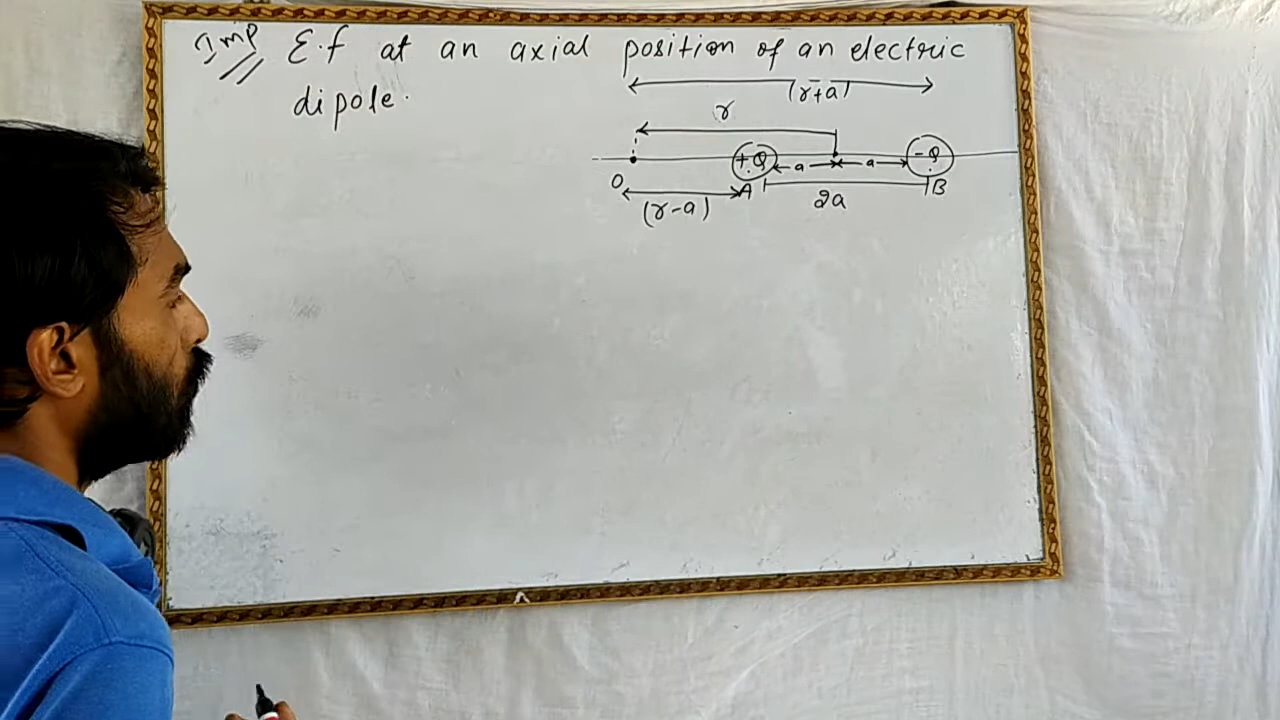 Imp E.f at an axial position of an electric
dipole.
(r+a)
r
+Q a a -Q
O A B
(r-a) 2a